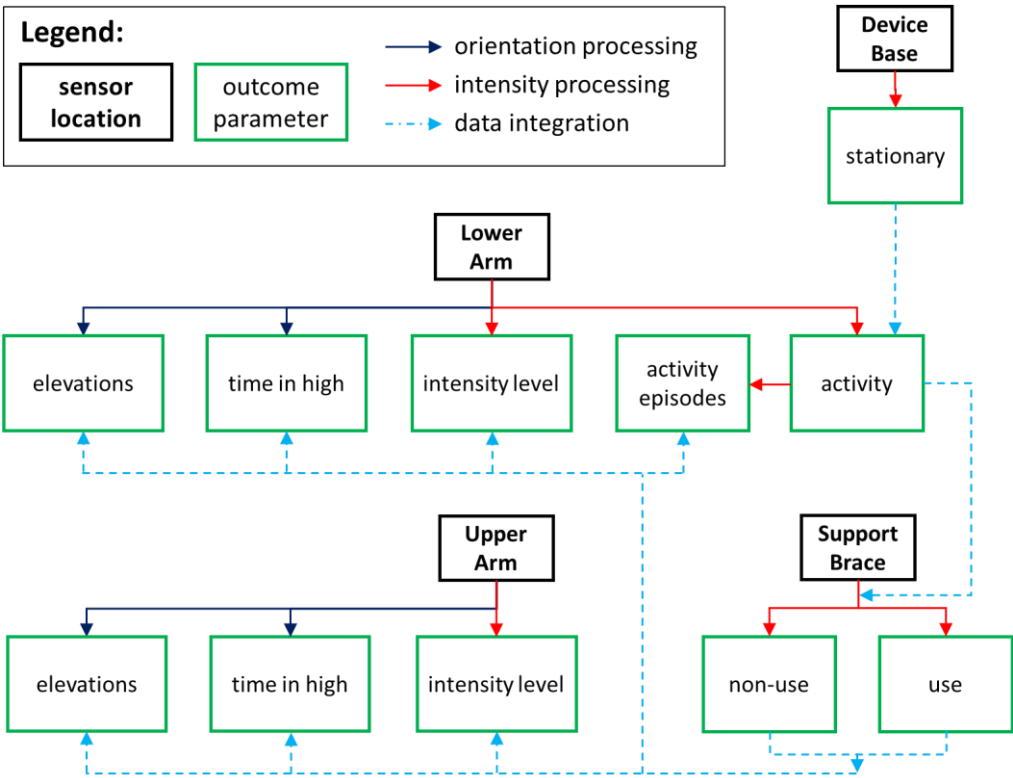 Legend:
sensor
location
outcome
parameter
orientation processing
intensity processing
data integration
Device
Base
stationary
Lower
Arm
elevations
time in high
intensity level
activity
episodes
activity
Upper
Arm
Support
Brace
elevations
time in high
intensity level
non-use
use